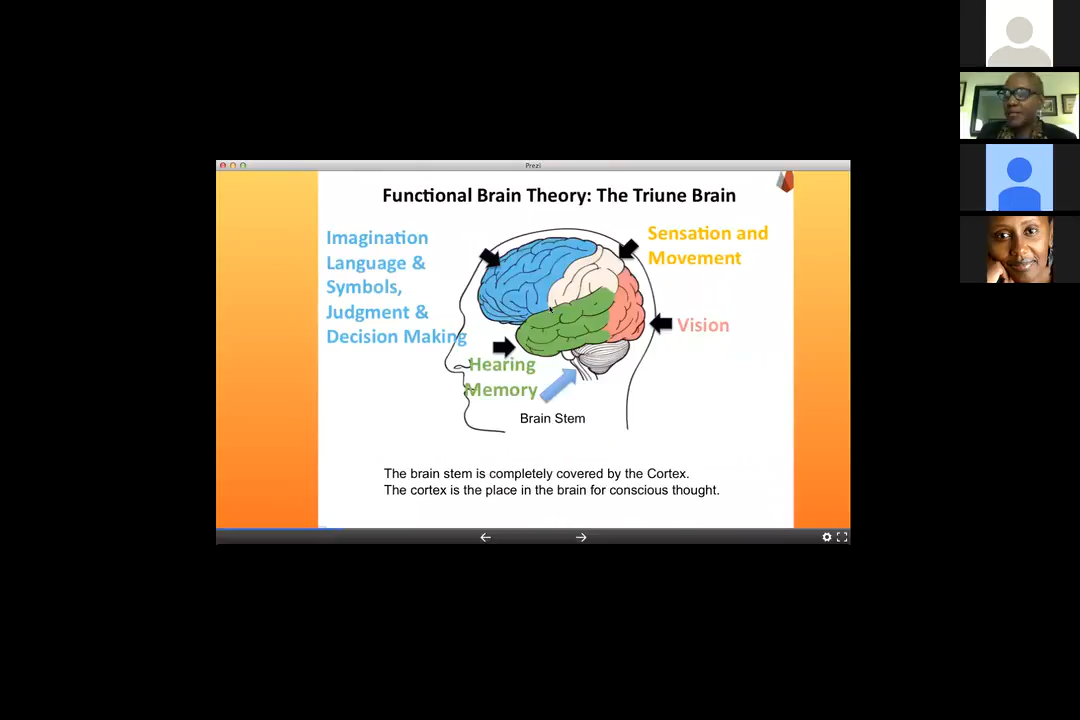 Prezi
Functional Brain Theory: The Triune Brain
Imagination
Language &
Symbols,
Judgment &
Decision Making
Sensation and
Movement
Vision
Hearing
Memory
Brain Stem
The brain stem is completely covered by the Cortex.
The cortex is the place in the brain for conscious thought.